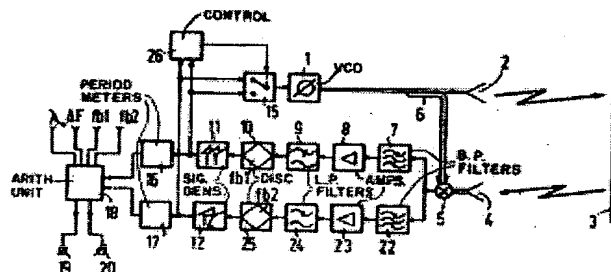 CONTROL
26
1
VCO
2
PERIOD
METERS
15
6
λ ΔF fb1 fb2
11 10 9 8 7
16
B.P.
FILTERS
ARITH
UNIT
18
SIG.
GENS
fb1 DISC
fb2
L.P.
FILTERS
AMPS.
5
4
3
17
12 25 24 23 22
19 20